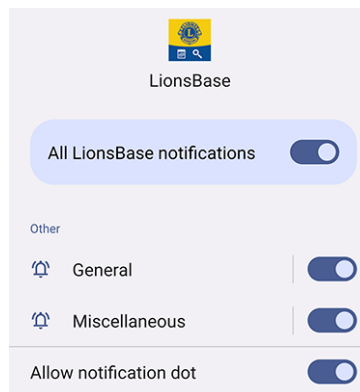 L
LionsBase
All LionsBase notifications
Other
General
Miscellaneous
Allow notification dot